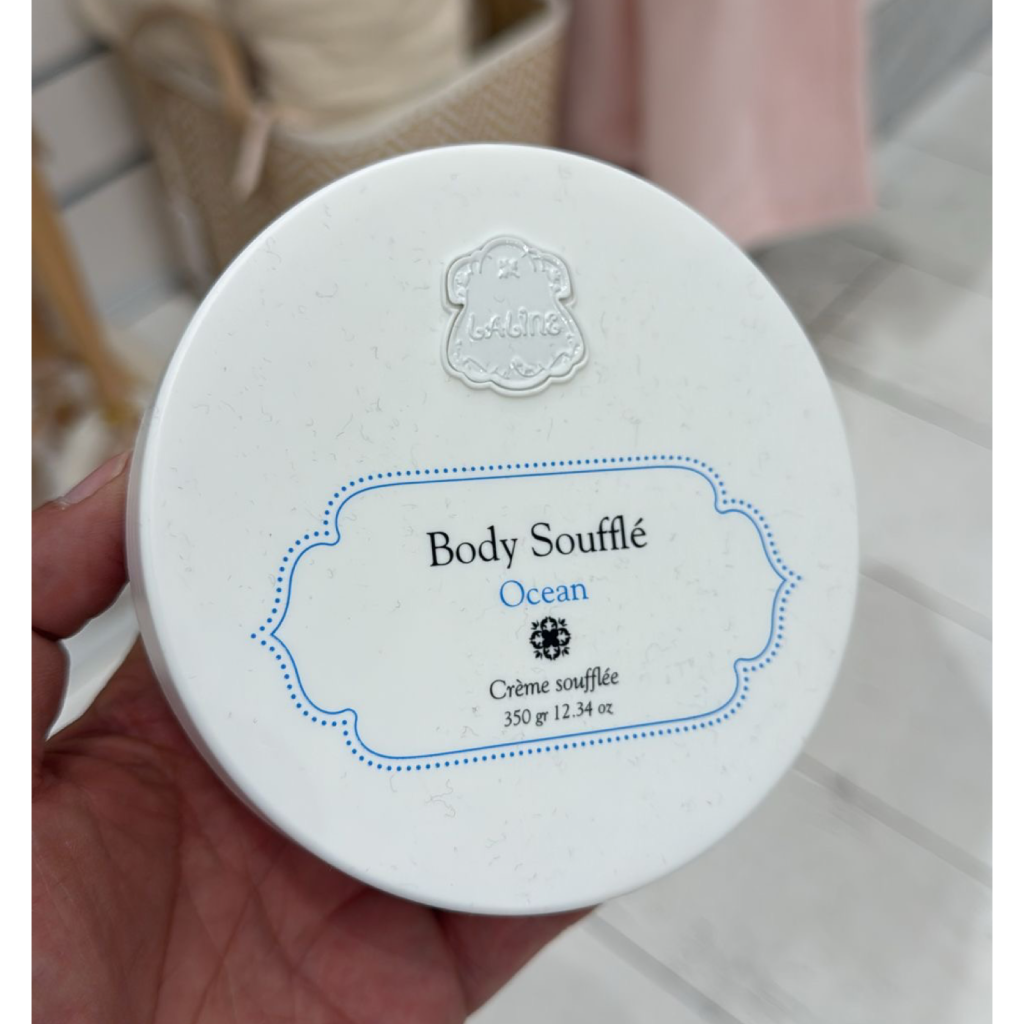 LALINE
Body Soufflé
Ocean
Crème soufflée
350 gr 12.34 oz